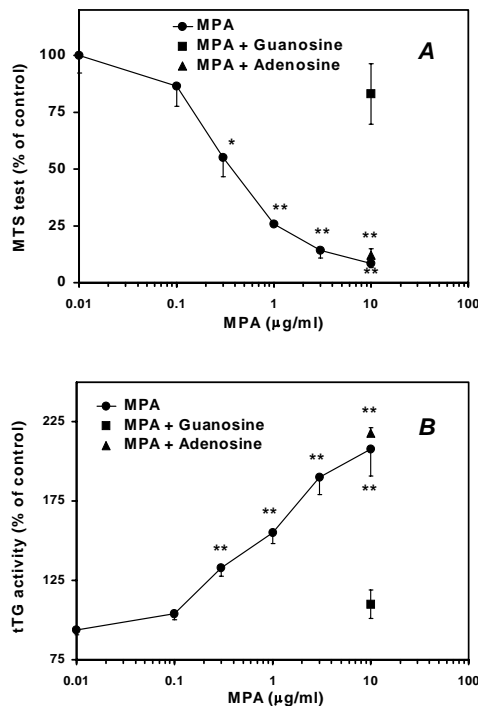 MPA
MPA + Guanosine
MPA + Adenosine
A
100
75
50
25
0
*
**
**
**
**
0.01 0.1 1 10 100
MPA (µg/ml)
MTS test (% of control)
MPA
MPA + Guanosine
MPA + Adenosine
B
225
175
125
75
**
**
**
**
**
0.01 0.1 1 10 100
MPA (µg/ml)
tTG activity (% of control)